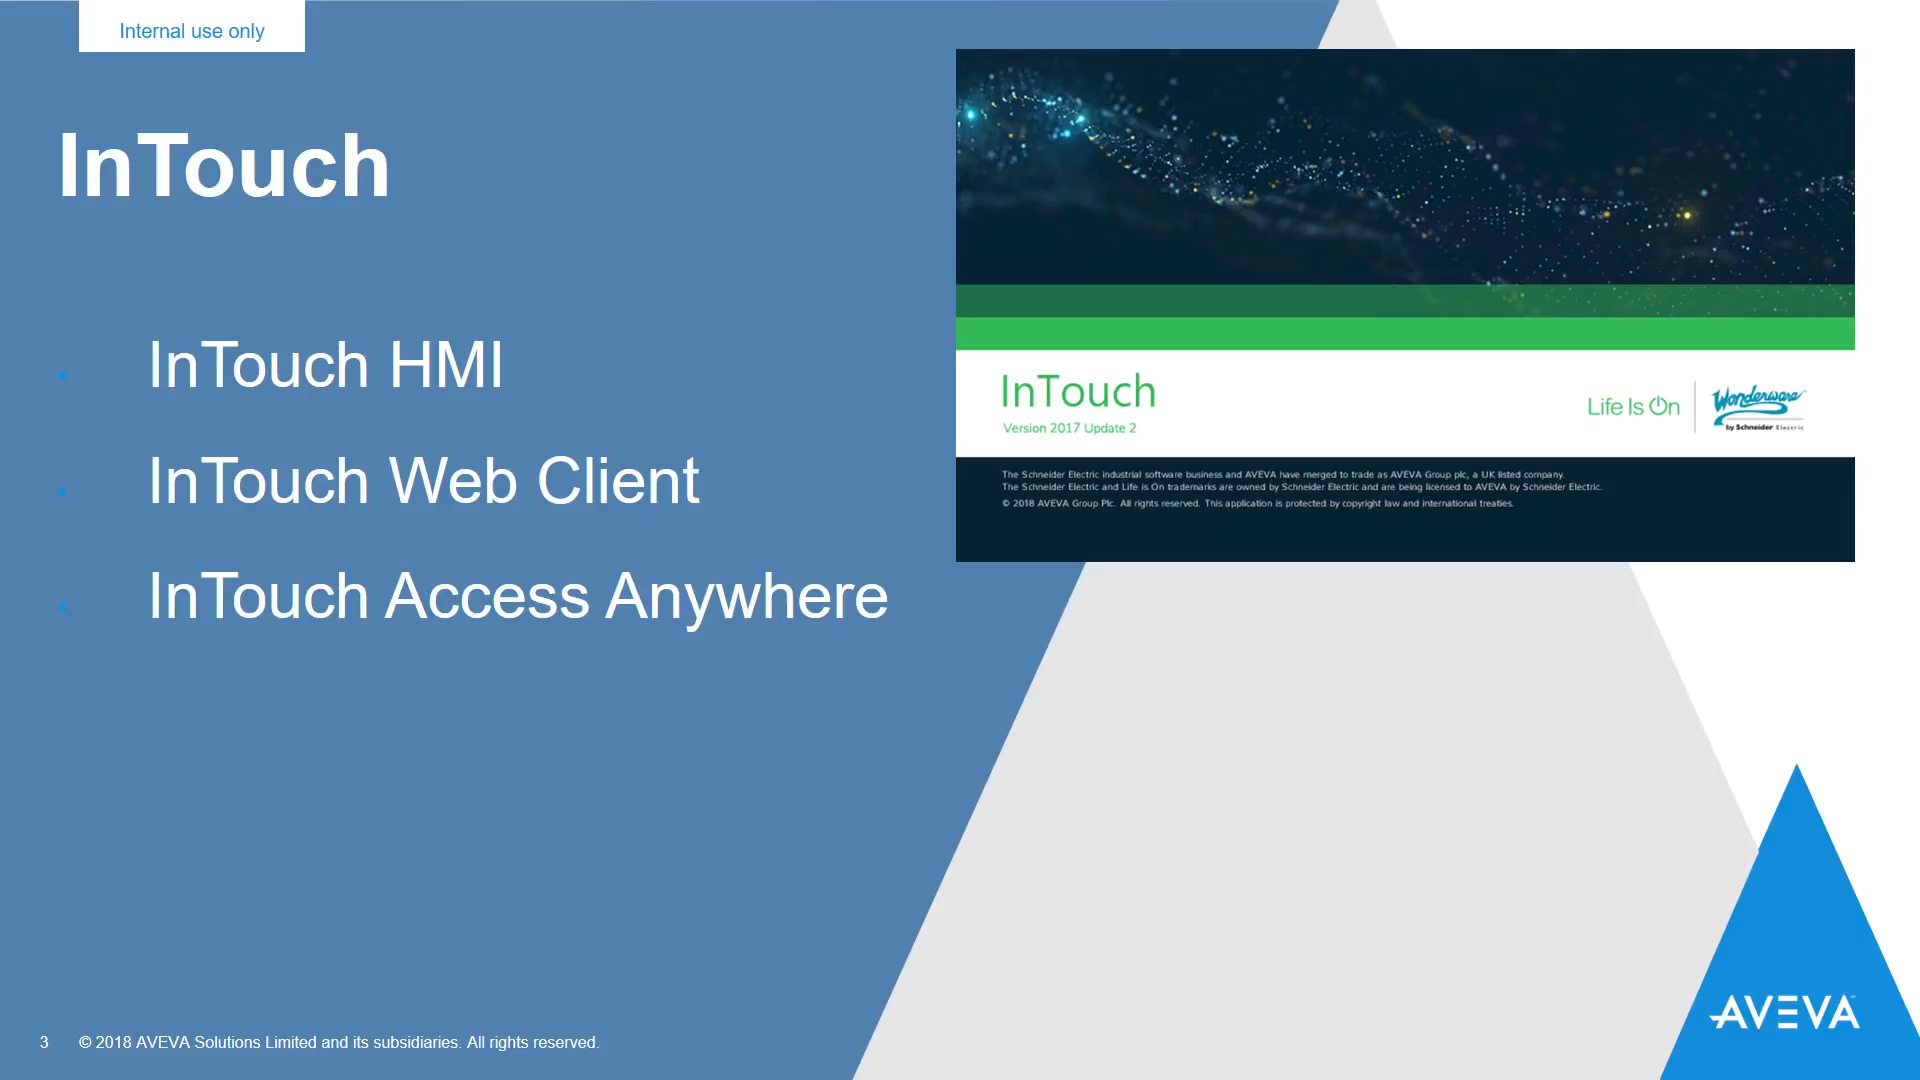 Internal use only
InTouch
InTouch HMI
InTouch Web Client
InTouch Access Anywhere
InTouch
Version 2017 Update 2
Life Is On
Wonderware
by Schneider Electric
The Schneider Electric industrial software business and AVEVA have merged to trade as AVEVA Group plc, a UK listed company.
The Schneider Electric and Life is On trademarks are owned by Schneider Electric and are being licensed to AVEVA by Schneider Electric.
© 2018 AVEVA Group Plc. All rights reserved. This application is protected by copyright law and international treaties.
AVEVA
3 © 2018 AVEVA Solutions Limited and its subsidiaries. All rights reserved.